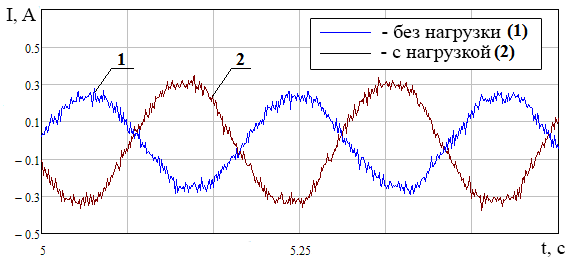 I, А
- без нагрузки (1)
- с нагрузкой (2)
1
2
0.5
0.3
0.1
−0.1
−0.3
−0.5
5
5.25
t, с